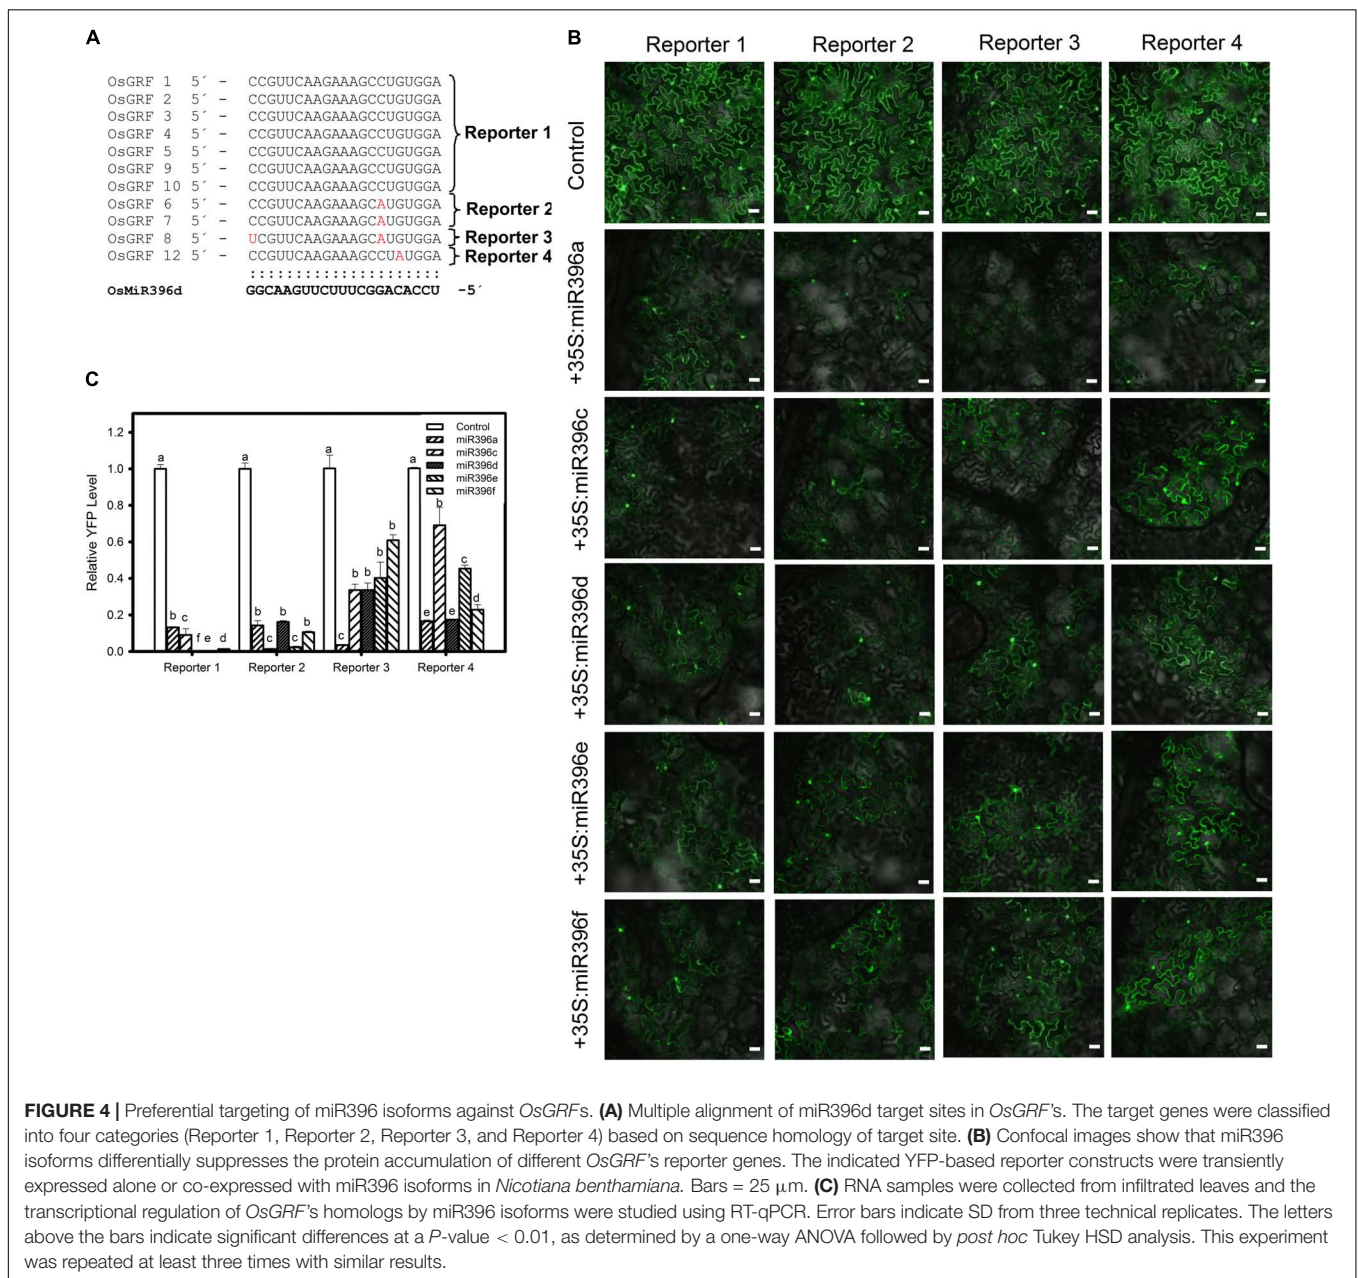 A
OsGRF 1 5´ - CCGUUCAAGAAAGCCUGUGGA
OsGRF 2 5´ - CCGUUCAAGAAAGCCUGUGGA
OsGRF 3 5´ - CCGUUCAAGAAAGCCUGUGGA
OsGRF 4 5´ - CCGUUCAAGAAAGCCUGUGGA
OsGRF 5 5´ - CCGUUCAAGAAAGCCUGUGGA
OsGRF 9 5´ - CCGUUCAAGAAAGCCUGUGGA
OsGRF 10 5´ - CCGUUCAAGAAAGCCUGUGGA
Reporter 1
OsGRF 6 5´ - CCGUUCAAGAAAGCAUGUGGA
OsGRF 7 5´ - CCGUUCAAGAAAGCAUGUGGA
Reporter 2
OsGRF 8 5´ - UCGUUCAAGAAAGCAUGUGGA
Reporter 3
OsGRF 12 5´ - CCGUUCAAGAAAGCCUAUGGA
Reporter 4
:::::::::::::::::::::
OsMiR396d GGCAAGUUCUUUCGGACACCU -5´
B
Reporter 1 Reporter 2 Reporter 3 Reporter 4
Control
+35S:miR396a
+35S:miR396c
+35S:miR396d
+35S:miR396e
+35S:miR396f
C
Relative YFP Level
1.2
1.0
0.8
0.6
0.4
0.2
0.0
Control
miR396a
miR396c
miR396d
miR396e
miR396f
a b c f e d
a b c b c b
a c b b b b
a e b e c d
Reporter 1 Reporter 2 Reporter 3 Reporter 4
FIGURE 4 | Preferential targeting of miR396 isoforms against OsGRFs. (A) Multiple alignment of miR396d target sites in OsGRF's. The target genes were classified
into four categories (Reporter 1, Reporter 2, Reporter 3, and Reporter 4) based on sequence homology of target site. (B) Confocal images show that miR396
isoforms differentially suppresses the protein accumulation of different OsGRF's reporter genes. The indicated YFP-based reporter constructs were transiently
expressed alone or co-expressed with miR396 isoforms in Nicotiana benthamiana. Bars = 25 μm. (C) RNA samples were collected from infiltrated leaves and the
transcriptional regulation of OsGRF's homologs by miR396 isoforms were studied using RT-qPCR. Error bars indicate SD from three technical replicates. The letters
above the bars indicate significant differences at a P-value < 0.01, as determined by a one-way ANOVA followed by post hoc Tukey HSD analysis. This experiment
was repeated at least three times with similar results.